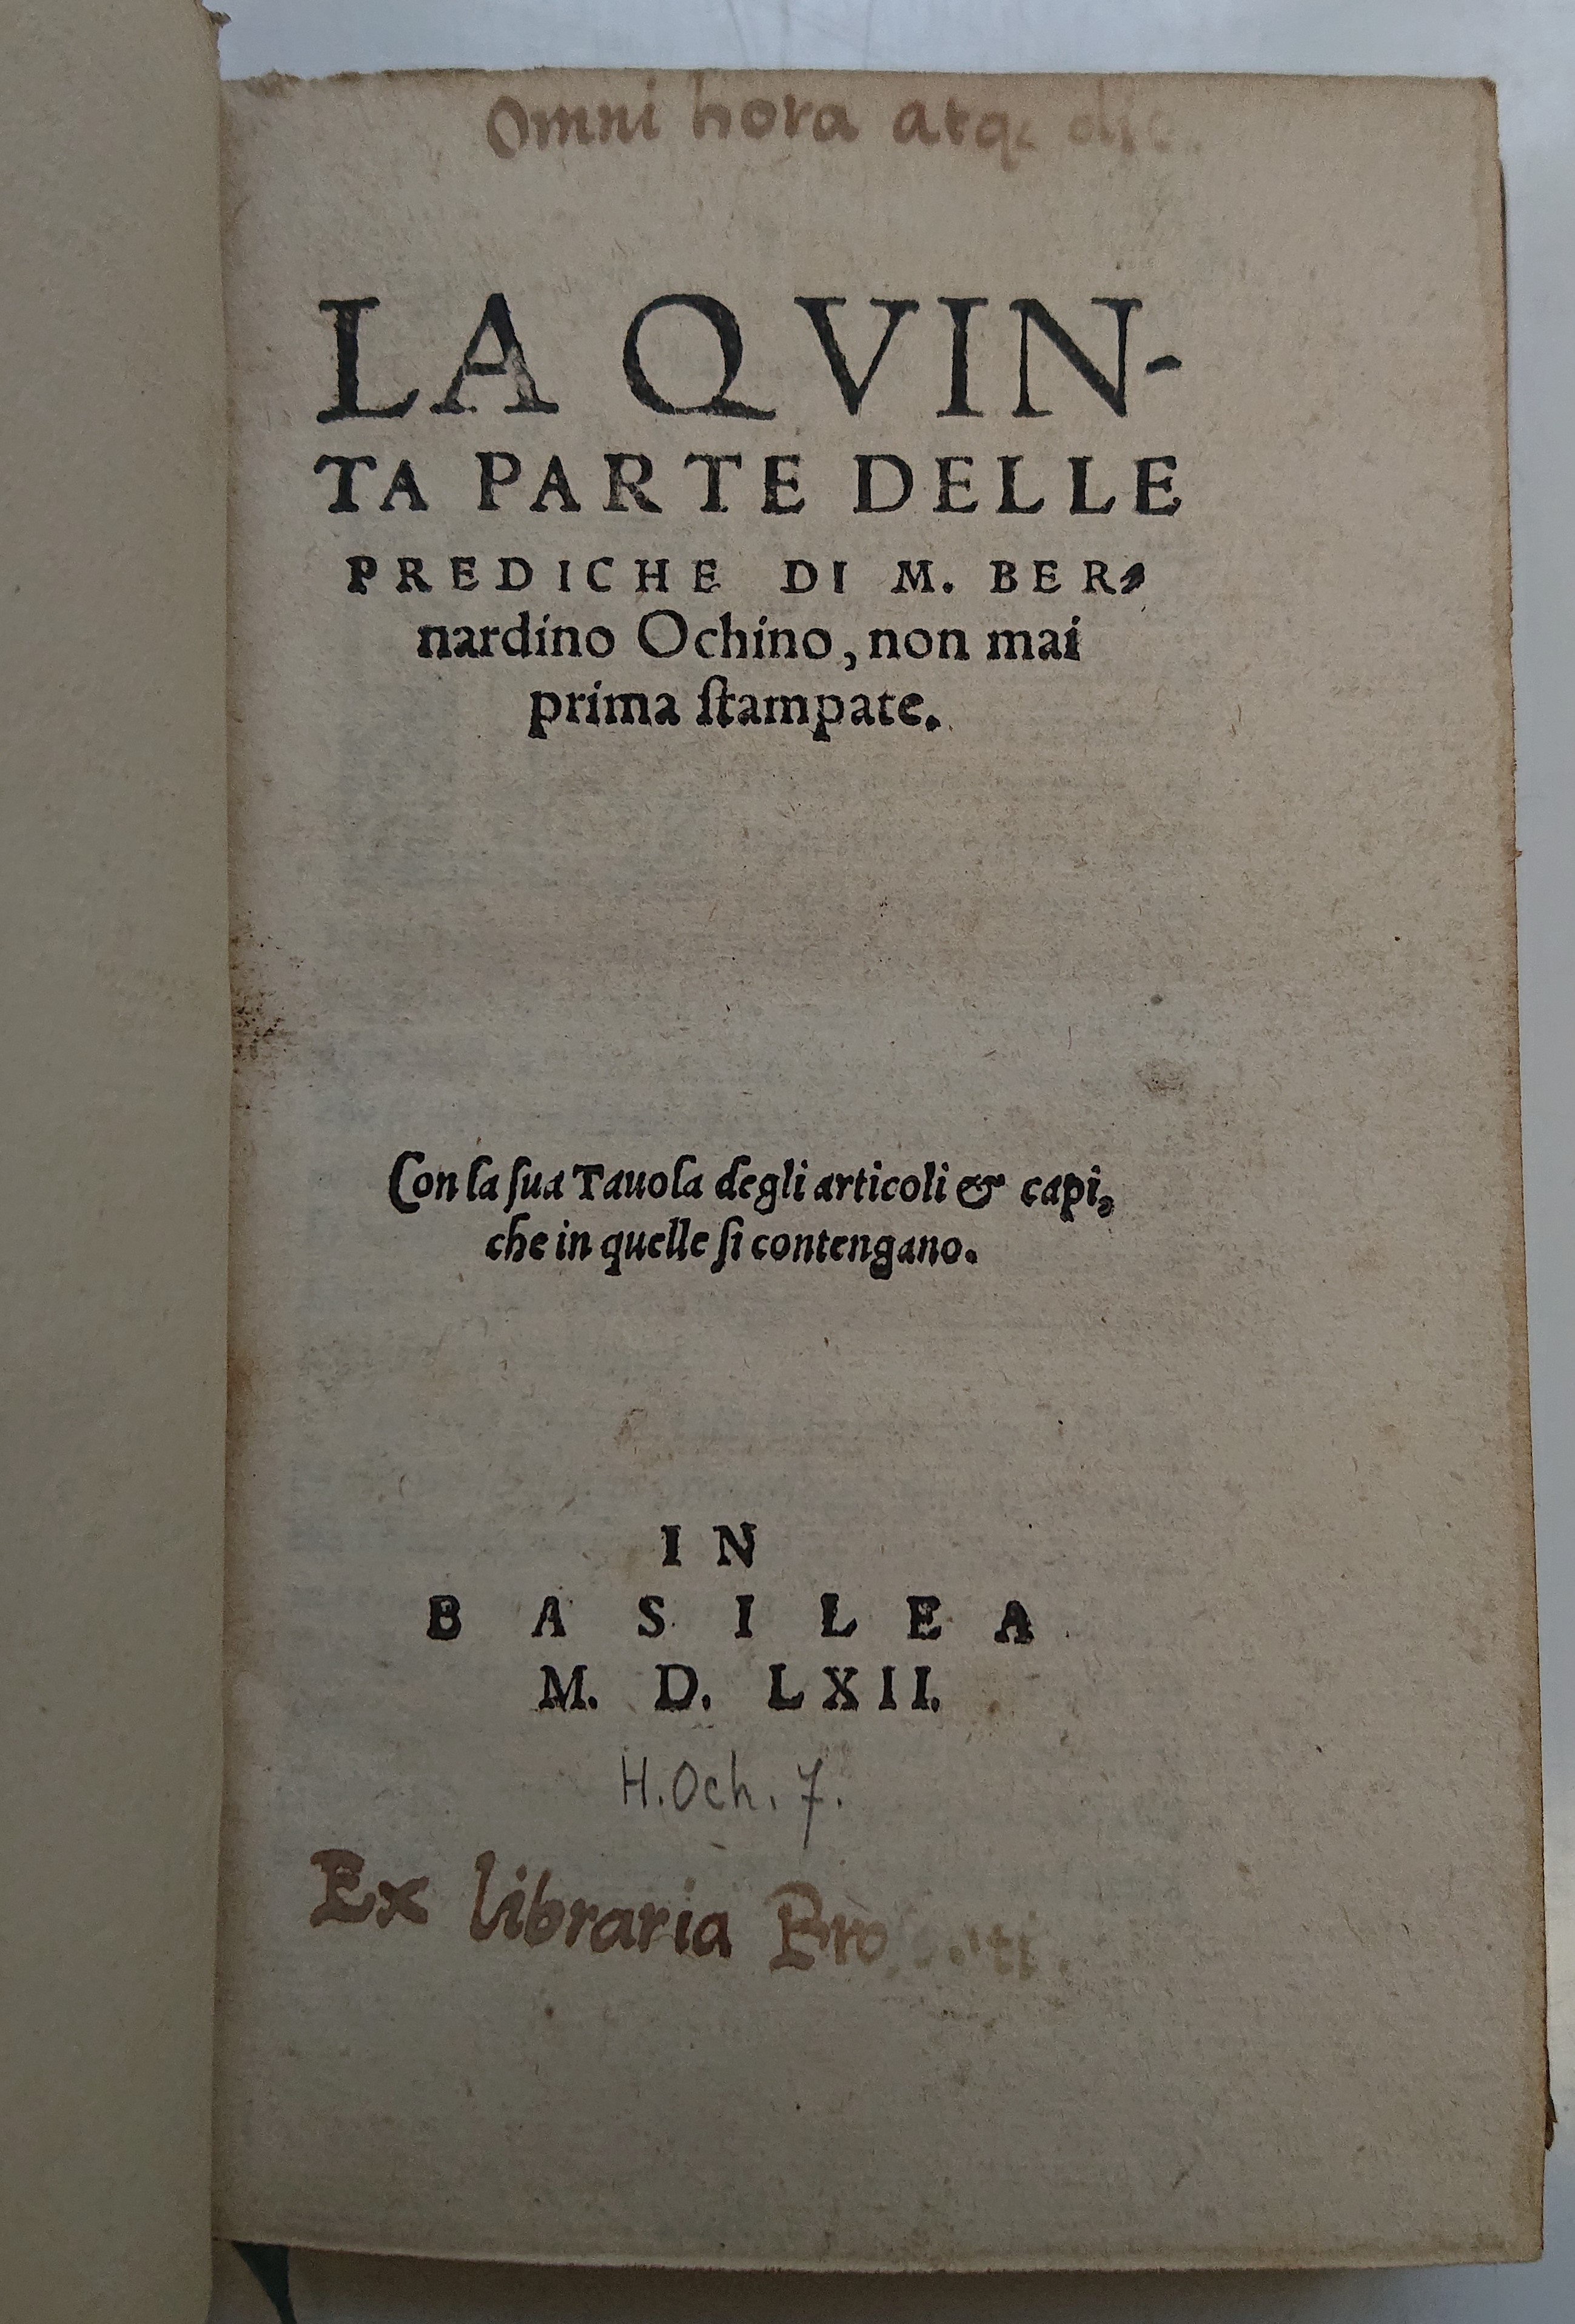 Omni hora atq;
LA QVIN-
TA PARTE DELLE
PREDICHE DI M. BER-
nardino Ochino, non mai
prima ſtampate.
Con la ſua Tauola degli articoli & capi,
che in quelle ſi contengano.
IN
BASILEA
M. D. LXII.
H.Och. 7.
Ex libraria